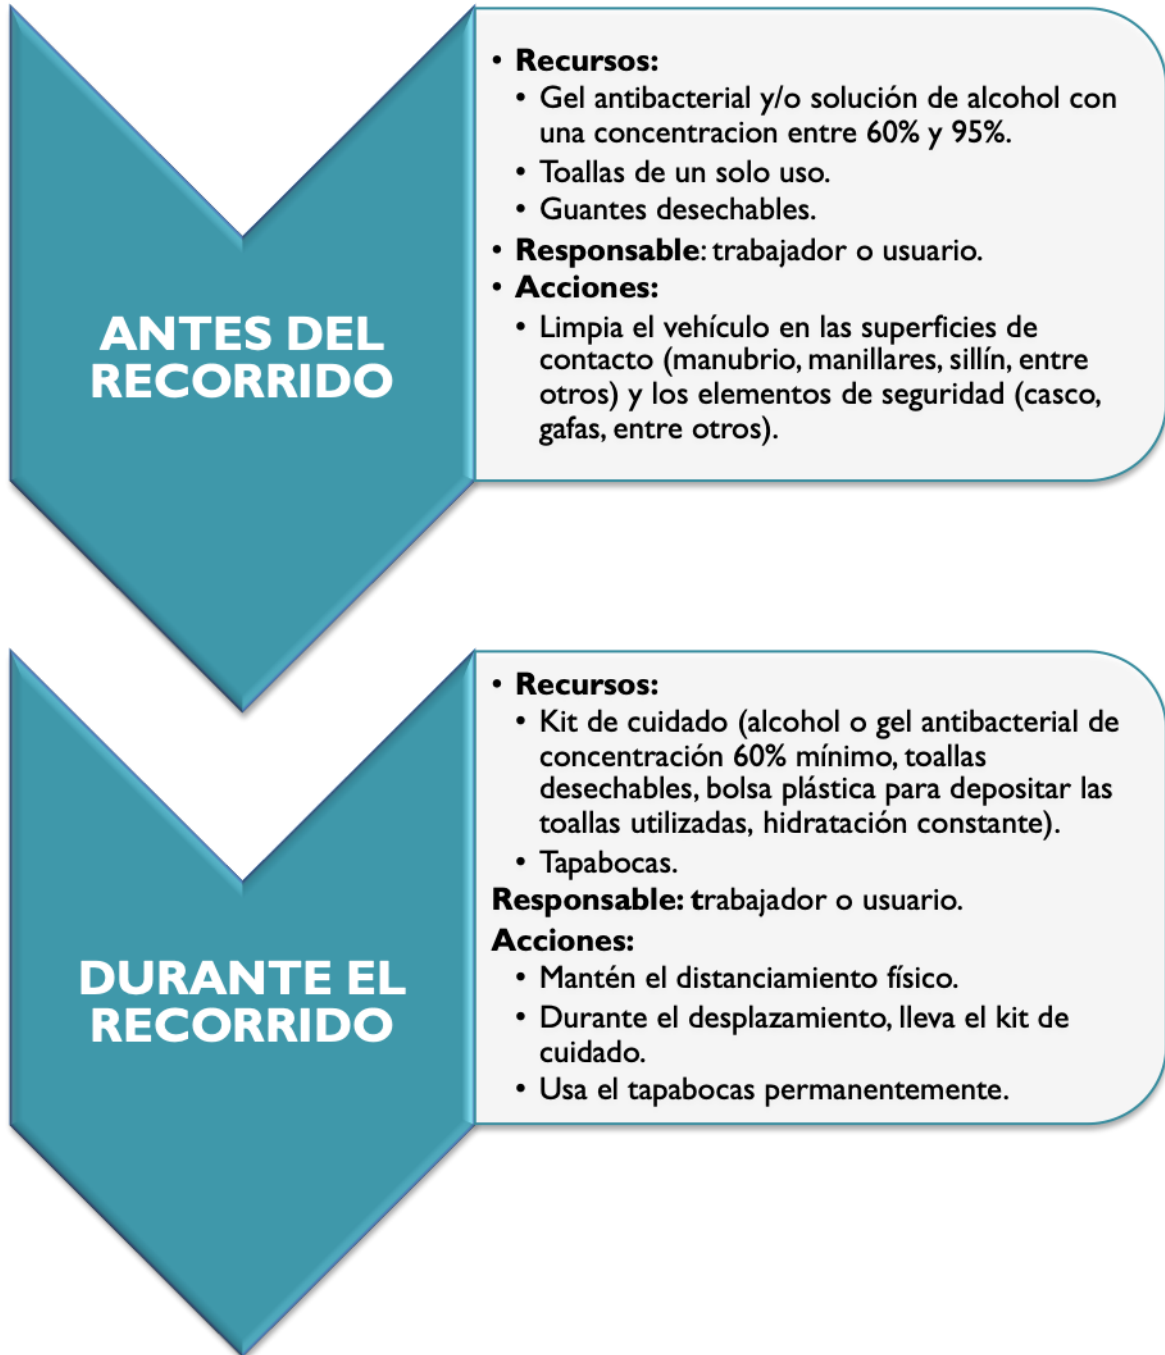 ANTES DEL
RECORRIDO
• Recursos:
• Gel antibacterial y/o solución de alcohol con
una concentracion entre 60% y 95%.
• Toallas de un solo uso.
• Guantes desechables.
• Responsable: trabajador o usuario.
• Acciones:
• Limpia el vehículo en las superficies de
contacto (manubrio, manillares, sillín, entre
otros) y los elementos de seguridad (casco,
gafas, entre otros).
DURANTE EL
RECORRIDO
• Recursos:
• Kit de cuidado (alcohol o gel antibacterial de
concentración 60% mínimo, toallas
desechables, bolsa plástica para depositar las
toallas utilizadas, hidratación constante).
• Tapabocas.
Responsable: trabajador o usuario.
Acciones:
• Mantén el distanciamiento físico.
• Durante el desplazamiento, lleva el kit de
cuidado.
• Usa el tapabocas permanentemente.